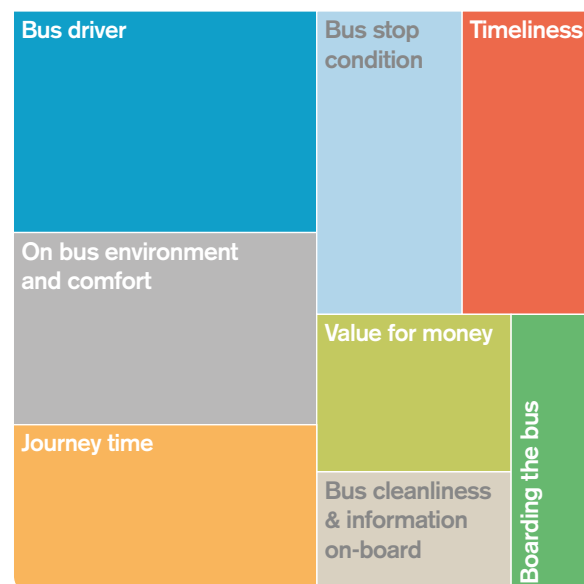 Bus driver
Bus stop
condition
Timeliness
On bus environment
and comfort
Value for money
Journey time
Bus cleanliness
& information
on-board
Boarding the bus